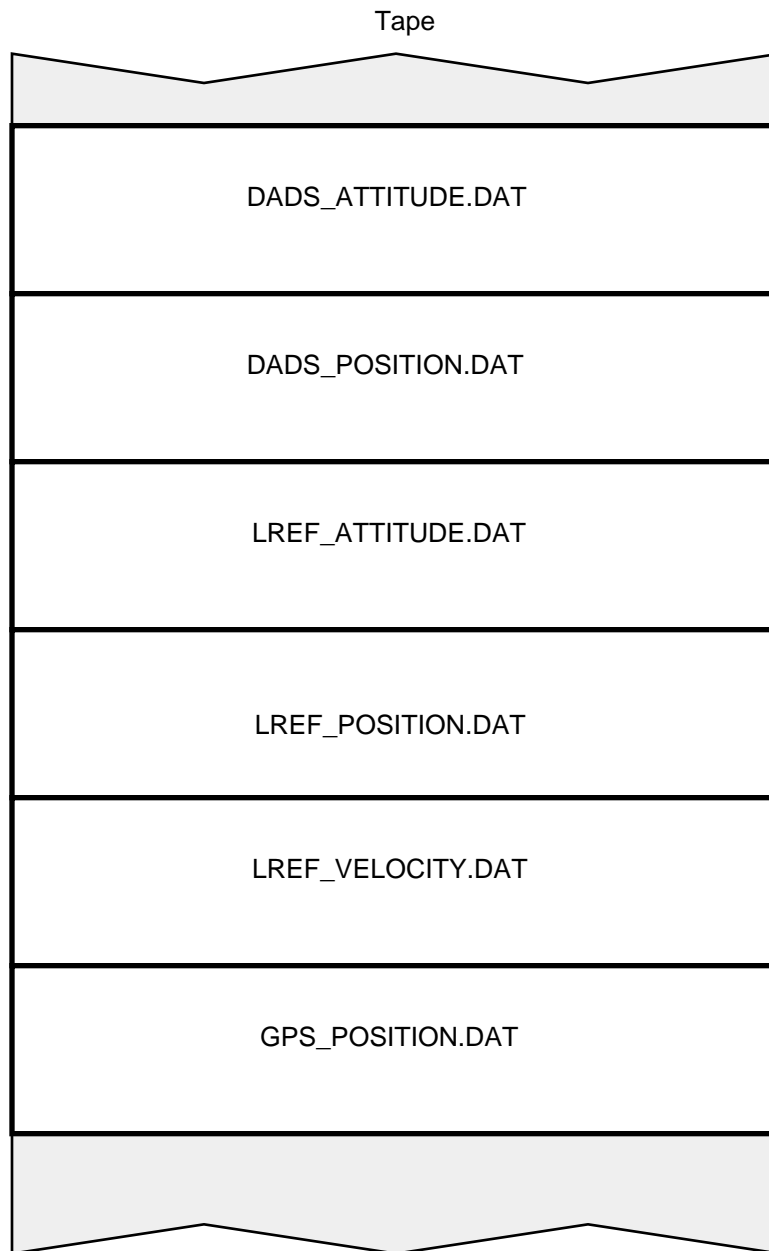 Tape
DADS_ATTITUDE.DAT
DADS_POSITION.DAT
LREF_ATTITUDE.DAT
LREF_POSITION.DAT
LREF_VELOCITY.DAT
GPS_POSITION.DAT